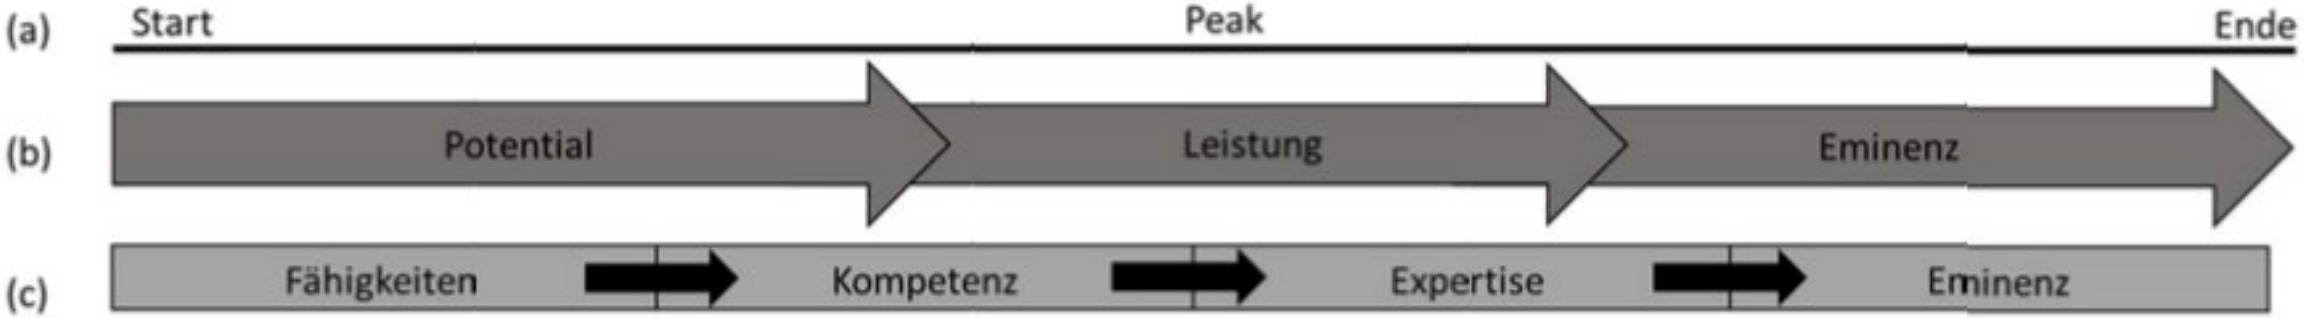 (a) Start Peak Ende
(b) Potential Leistung Eminenz
(c) Fähigkeiten Kompetenz Expertise Eminenz